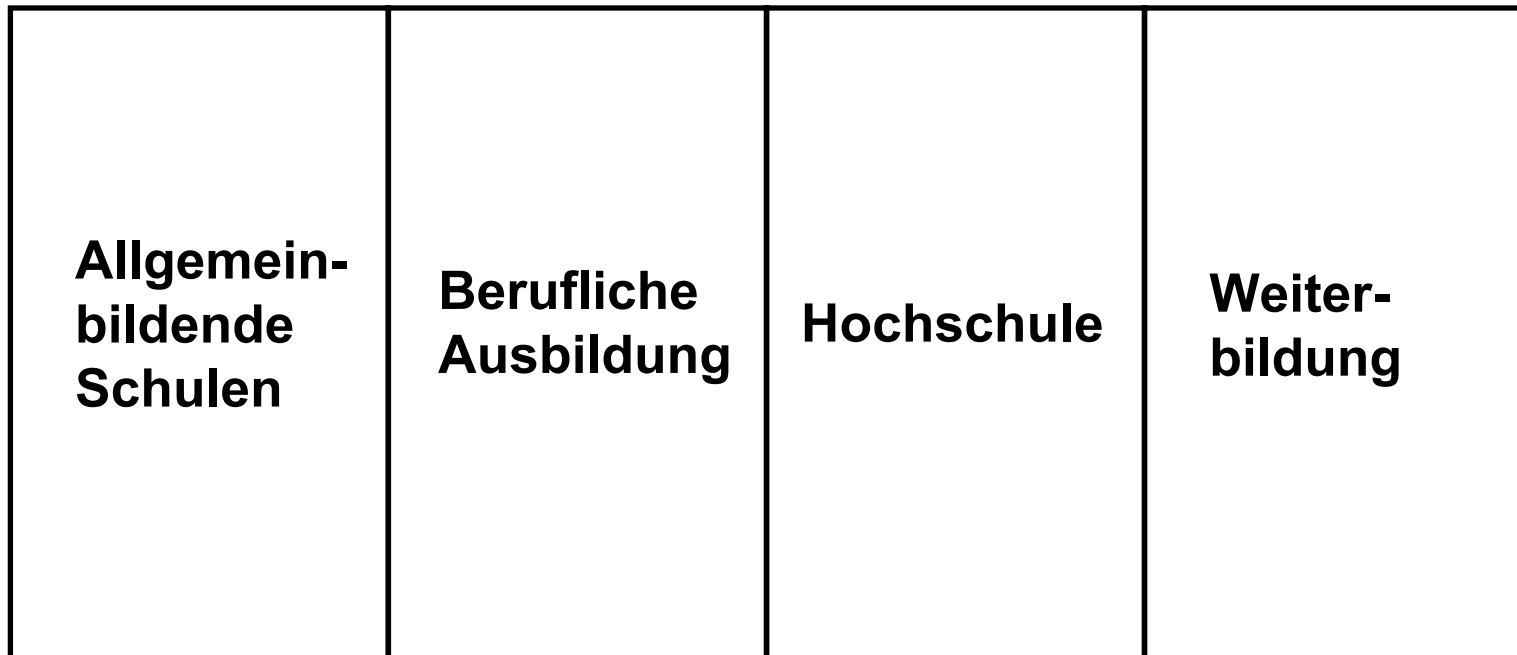 Allgemein-
bildende
Schulen
Berufliche
Ausbildung
Hochschule
Weiter-
bildung